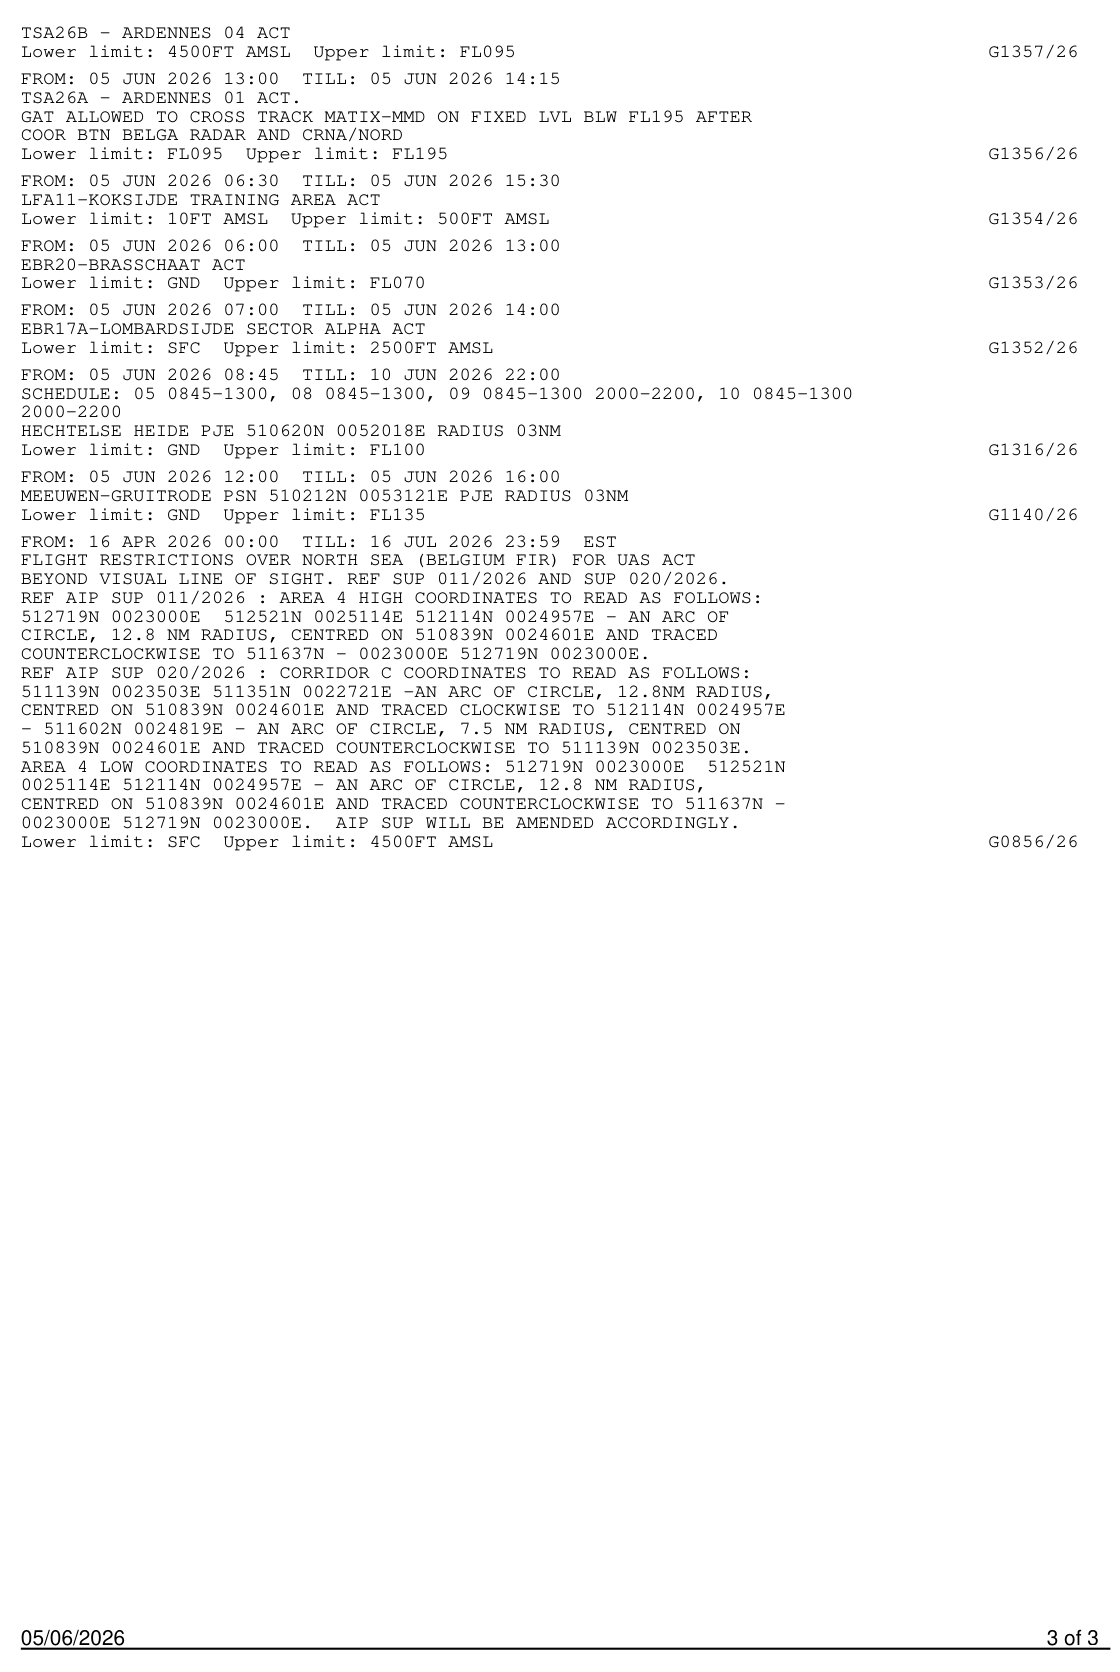 TSA26B - ARDENNES 04 ACT
Lower limit: 4500FT AMSL  Upper limit: FL095 G1357/26
FROM: 05 JUN 2026 13:00  TILL: 05 JUN 2026 14:15
TSA26A - ARDENNES 01 ACT.
GAT ALLOWED TO CROSS TRACK MATIX-MMD ON FIXED LVL BLW FL195 AFTER
COOR BTN BELGA RADAR AND CRNA/NORD
Lower limit: FL095  Upper limit: FL195 G1356/26
FROM: 05 JUN 2026 06:30  TILL: 05 JUN 2026 15:30
LFA11-KOKSIJDE TRAINING AREA ACT
Lower limit: 10FT AMSL  Upper limit: 500FT AMSL G1354/26
FROM: 05 JUN 2026 06:00  TILL: 05 JUN 2026 13:00
EBR20-BRASSCHAAT ACT
Lower limit: GND  Upper limit: FL070 G1353/26
FROM: 05 JUN 2026 07:00  TILL: 05 JUN 2026 14:00
EBR17A-LOMBARDSIJDE SECTOR ALPHA ACT
Lower limit: SFC  Upper limit: 2500FT AMSL G1352/26
FROM: 05 JUN 2026 08:45  TILL: 10 JUN 2026 22:00
SCHEDULE: 05 0845-1300, 08 0845-1300, 09 0845-1300 2000-2200, 10 0845-1300
2000-2200
HECHTELSE HEIDE PJE 510620N 0052018E RADIUS 03NM
Lower limit: GND  Upper limit: FL100 G1316/26
FROM: 05 JUN 2026 12:00  TILL: 05 JUN 2026 16:00
MEEUWEN-GRUITRODE PSN 510212N 0053121E PJE RADIUS 03NM
Lower limit: GND  Upper limit: FL135 G1140/26
FROM: 16 APR 2026 00:00  TILL: 16 JUL 2026 23:59  EST
FLIGHT RESTRICTIONS OVER NORTH SEA (BELGIUM FIR) FOR UAS ACT
BEYOND VISUAL LINE OF SIGHT. REF SUP 011/2026 AND SUP 020/2026.
REF AIP SUP 011/2026 : AREA 4 HIGH COORDINATES TO READ AS FOLLOWS:
512719N 0023000E  512521N 0025114E 512114N 0024957E - AN ARC OF
CIRCLE, 12.8 NM RADIUS, CENTRED ON 510839N 0024601E AND TRACED
COUNTERCLOCKWISE TO 511637N - 0023000E 512719N 0023000E.
REF AIP SUP 020/2026 : CORRIDOR C COORDINATES TO READ AS FOLLOWS:
511139N 0023503E 511351N 0022721E -AN ARC OF CIRCLE, 12.8NM RADIUS,
CENTRED ON 510839N 0024601E AND TRACED CLOCKWISE TO 512114N 0024957E
- 511602N 0024819E - AN ARC OF CIRCLE, 7.5 NM RADIUS, CENTRED ON
510839N 0024601E AND TRACED COUNTERCLOCKWISE TO 511139N 0023503E.
AREA 4 LOW COORDINATES TO READ AS FOLLOWS: 512719N 0023000E  512521N
0025114E 512114N 0024957E - AN ARC OF CIRCLE, 12.8 NM RADIUS,
CENTRED ON 510839N 0024601E AND TRACED COUNTERCLOCKWISE TO 511637N -
0023000E 512719N 0023000E.  AIP SUP WILL BE AMENDED ACCORDINGLY.
Lower limit: SFC  Upper limit: 4500FT AMSL G0856/26
05/06/2026 3 of 3